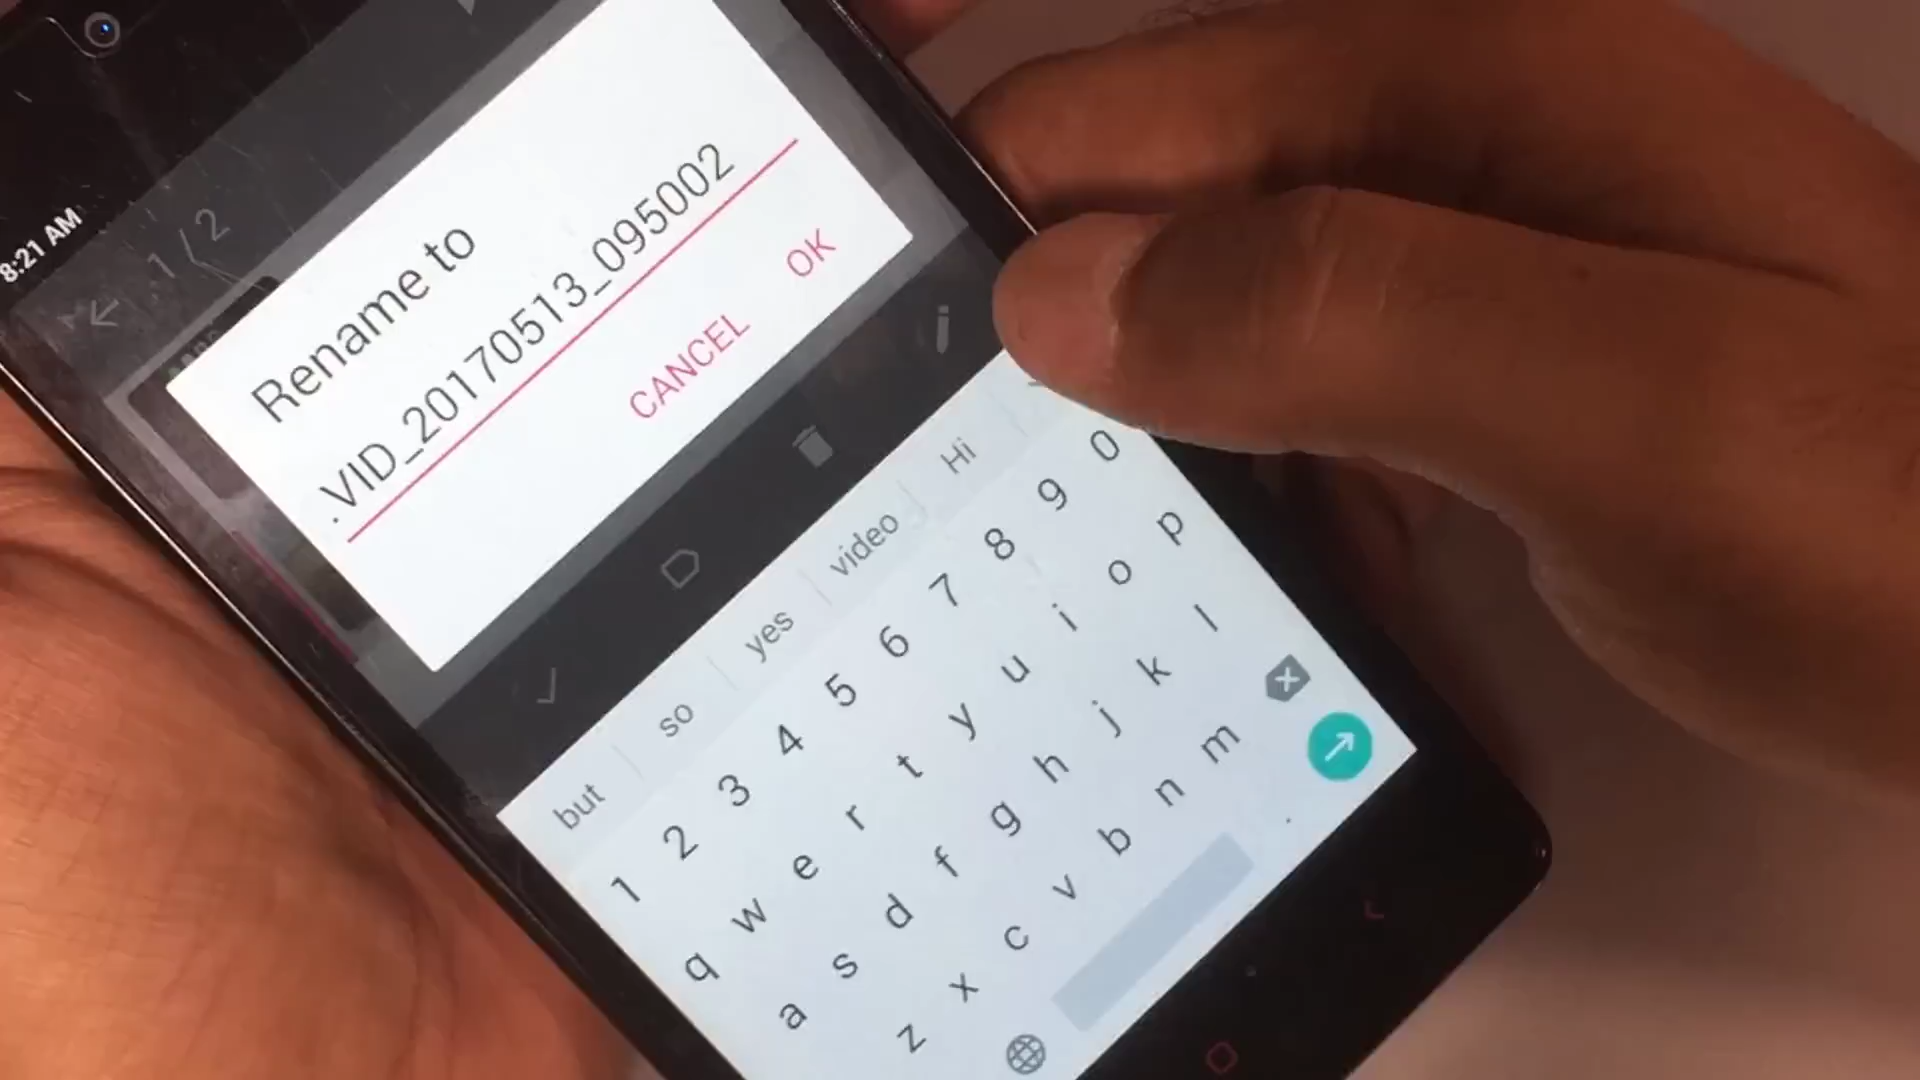 8:21 AM
1 / 2
Rename to
.VID_20170513_095002
CANCEL OK
but so yes video Hi
1 2 3 4 5 6 7 8 9 0
q w e r t y u i o p
a s d f g h j k l
z x c v b n m
.